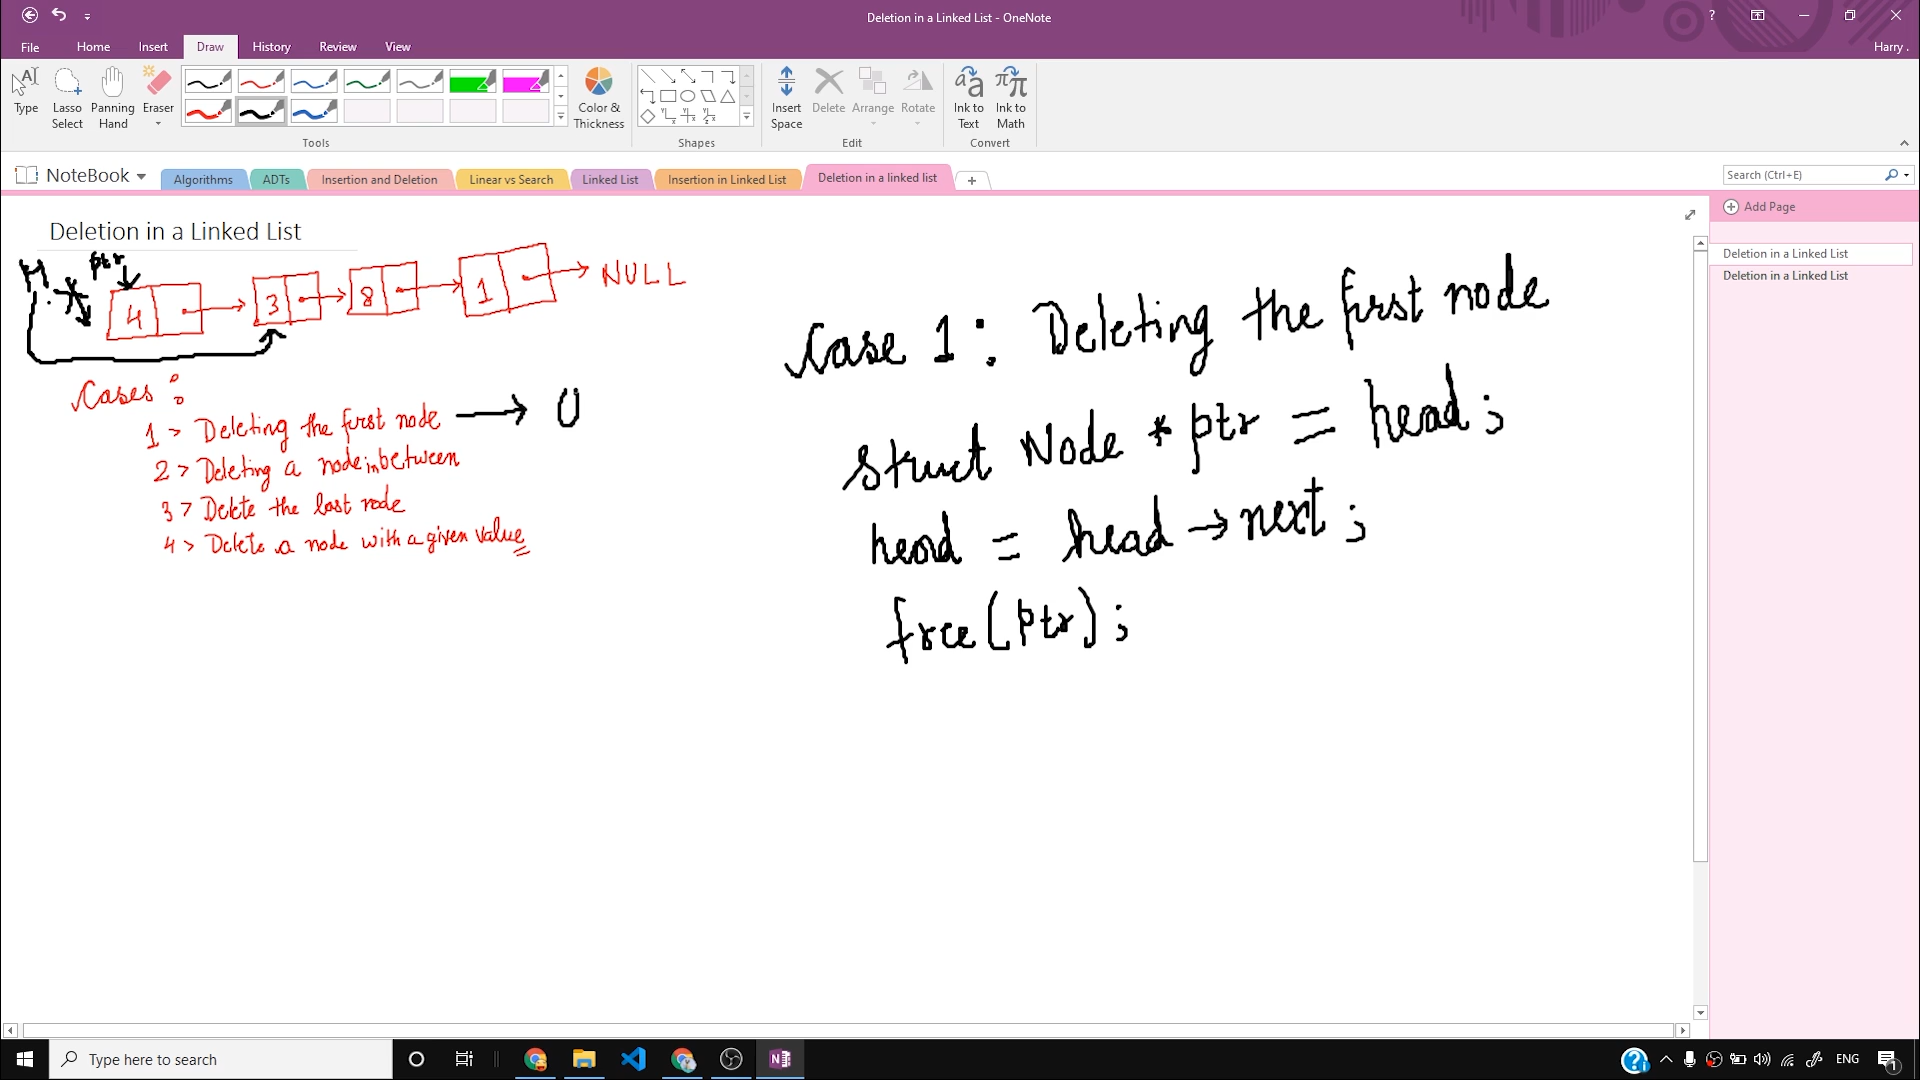 Deletion in a Linked List - OneNote
File Home Insert Draw History Review View
Harry .
Type
Lasso Select
Panning Hand
Eraser
Color & Thickness
Insert Space
Delete
Arrange
Rotate
Ink to Text
Ink to Math
Tools
Shapes
Edit
Convert
NoteBook
Algorithms ADTs Insertion and Deletion Linear vs Search Linked List Insertion in Linked List Deletion in a linked list
Search (Ctrl+E)
Add Page
Deletion in a Linked List
Deletion in a Linked List
Deletion in a Linked List
H ptr
4 3 8 1 NULL
Cases :
1 > Deleting the first node → O
2 > Deleting a node in between
3 > Delete the last node
4 > Delete a node with a given value
Case 1 : Deleting the first node
struct Node * ptr = head ;
head = head → next ;
free(ptr) ;
Type here to search
ENG
1